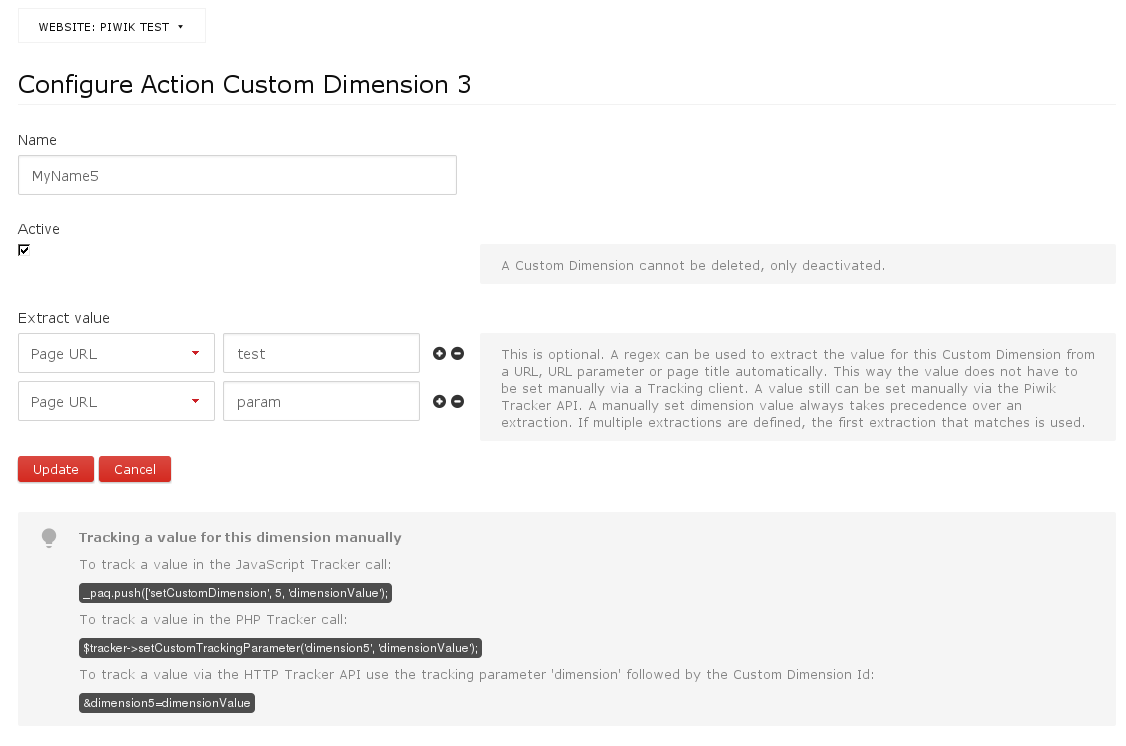 WEBSITE: PIWIK TEST
Configure Action Custom Dimension 3
Name
MyName5
Active
A Custom Dimension cannot be deleted, only deactivated.
Extract value
Page URL test
Page URL param
This is optional. A regex can be used to extract the value for this Custom Dimension from
a URL, URL parameter or page title automatically. This way the value does not have to
be set manually via a Tracking client. A value still can be set manually via the Piwik
Tracker API. A manually set dimension value always takes precedence over an
extraction. If multiple extractions are defined, the first extraction that matches is used.
Update Cancel
Tracking a value for this dimension manually
To track a value in the JavaScript Tracker call:
_paq.push(['setCustomDimension', 5, 'dimensionValue');
To track a value in the PHP Tracker call:
$tracker->setCustomTrackingParameter('dimension5', 'dimensionValue');
To track a value via the HTTP Tracker API use the tracking parameter 'dimension' followed by the Custom Dimension Id:
&dimension5=dimensionValue